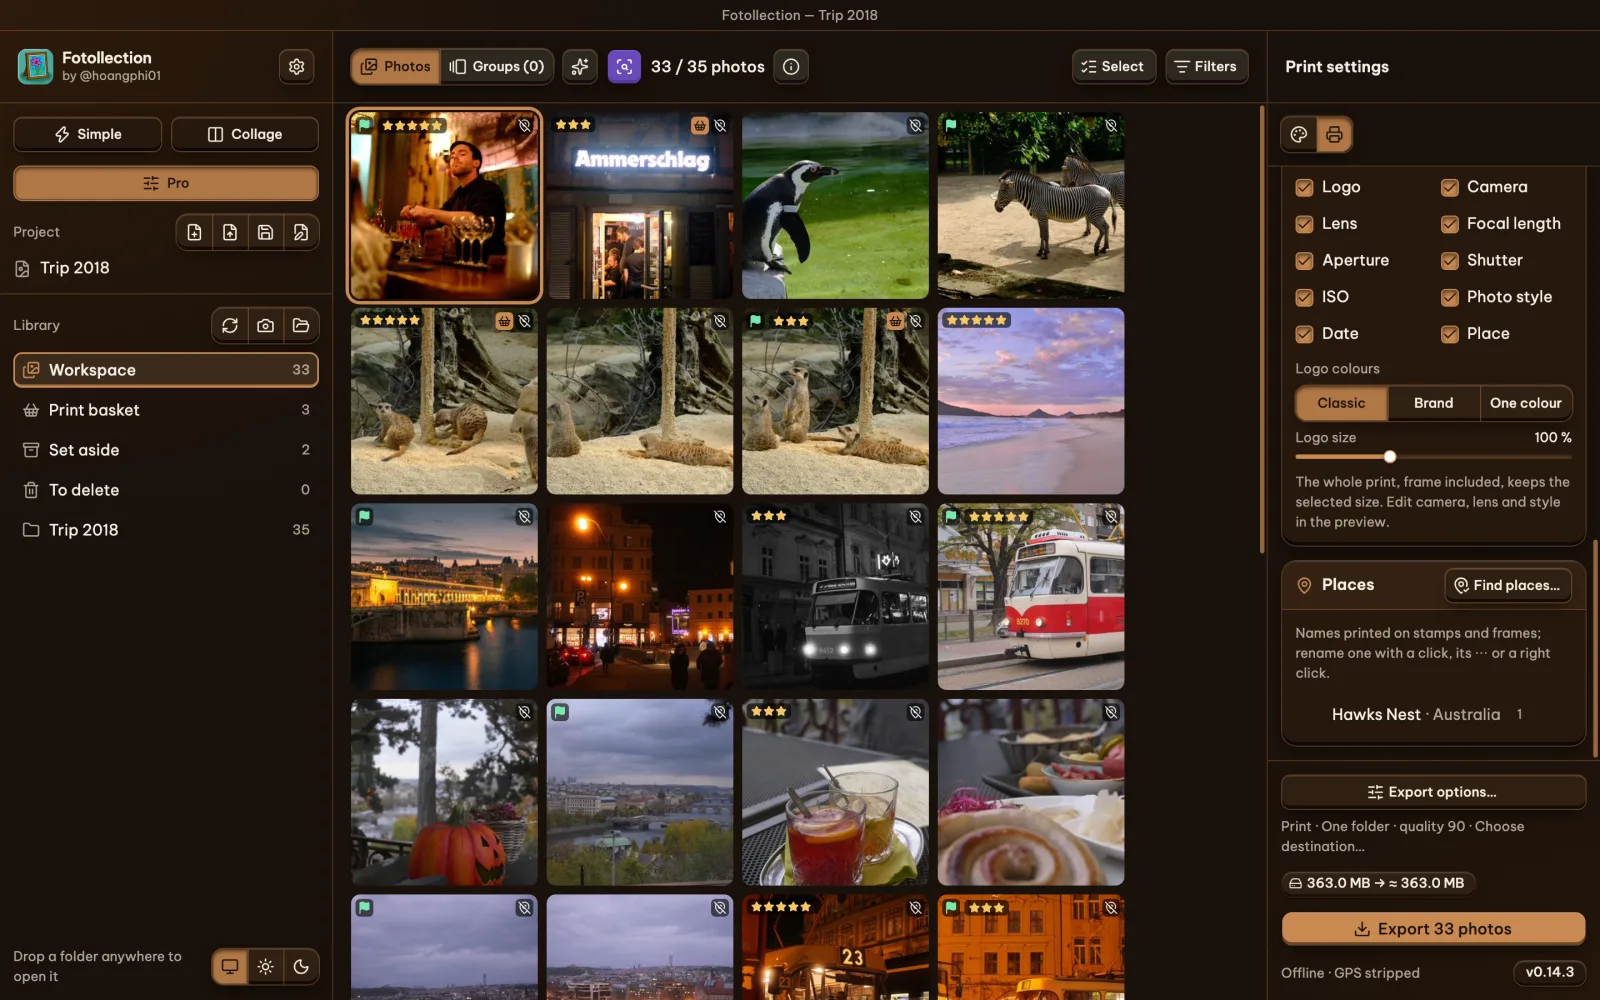 Fotollection — Trip 2018
Fotollection
by @hoangphi01
Simple
Collage
Pro
Project
Trip 2018
Library
Workspace 33
Print basket 3
Set aside 2
To delete 0
Trip 2018 35
Drop a folder anywhere to
open it
Photos
Groups (0)
33 / 35 photos
Select
Filters
Ammerschlag
8270
23
Print settings
Logo
Camera
Lens
Focal length
Aperture
Shutter
ISO
Photo style
Date
Place
Logo colours
Classic
Brand
One colour
Logo size 100 %
The whole print, frame included, keeps the
selected size. Edit camera, lens and style
in the preview.
Places
Find places...
Names printed on stamps and frames;
rename one with a click, its ··· or a right
click.
Hawks Nest · Australia 1
Export options...
Print · One folder · quality 90 · Choose
destination...
363.0 MB → ≈ 363.0 MB
Export 33 photos
Offline · GPS stripped
v0.14.3